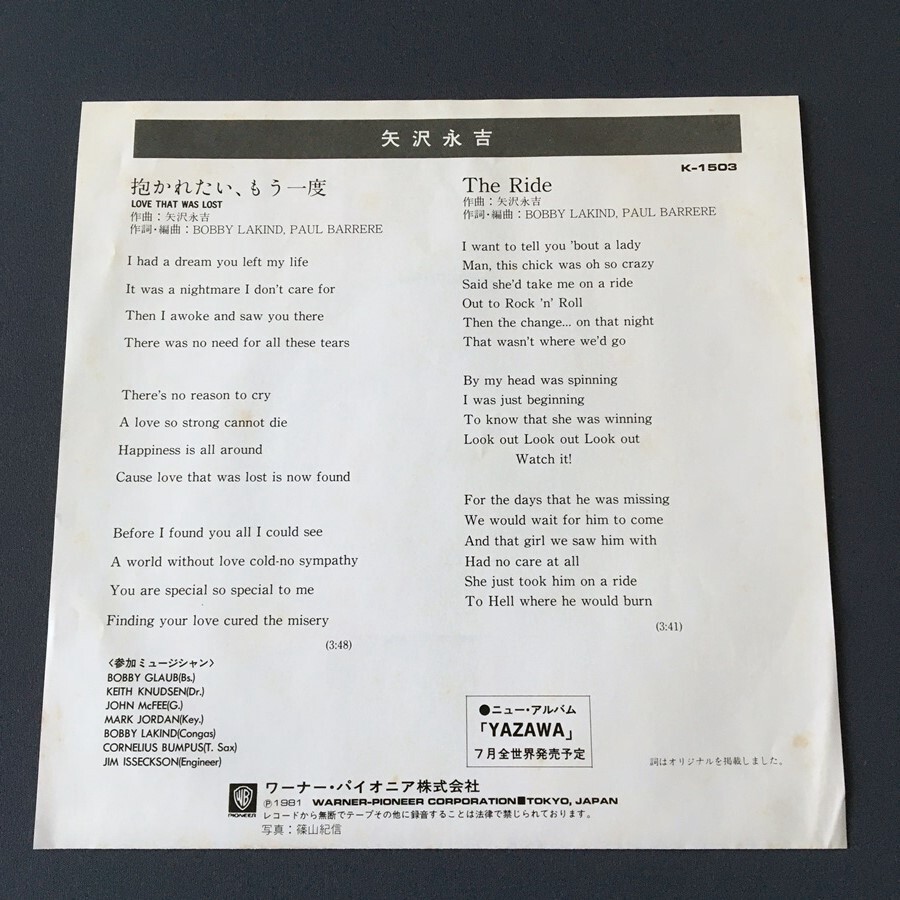 矢沢永吉
K-1503
抱かれたい、もう一度
LOVE THAT WAS LOST
作曲：矢沢永吉
作詞・編曲：BOBBY LAKIND, PAUL BARRERE
I had a dream you left my life
It was a nightmare I don't care for
Then I awoke and saw you there
There was no need for all these tears
There's no reason to cry
A love so strong cannot die
Happiness is all around
Cause love that was lost is now found
Before I found you all I could see
A world without love cold-no sympathy
You are special so special to me
Finding your love cured the misery
(3:48)
〈参加ミュージシャン〉
BOBBY GLAUB(Bs.)
KEITH KNUDSEN(Dr.)
JOHN McFEE(G.)
MARK JORDAN(Key.)
BOBBY LAKIND(Congas)
CORNELIUS BUMPUS(T. Sax)
JIM ISSECKSON(Engineer)
The Ride
作曲：矢沢永吉
作詞・編曲：BOBBY LAKIND, PAUL BARRERE
I want to tell you 'bout a lady
Man, this chick was oh so crazy
Said she'd take me on a ride
Out to Rock 'n' Roll
Then the change... on that night
That wasn't where we'd go
By my head was spinning
I was just beginning
To know that she was winning
Look out Look out Look out
Watch it!
For the days that he was missing
We would wait for him to come
And that girl we saw him with
Had no care at all
She just took him on a ride
To Hell where he would burn
(3:41)
●ニュー・アルバム
「YAZAWA」
7月全世界発売予定
詞はオリジナルを掲載しました。
WB
PIONEER
ワーナー・パイオニア株式会社
℗1981 WARNER-PIONEER CORPORATION■TOKYO, JAPAN
レコードから無断でテープその他に録音することは法律で禁じられております。
写真：篠山紀信